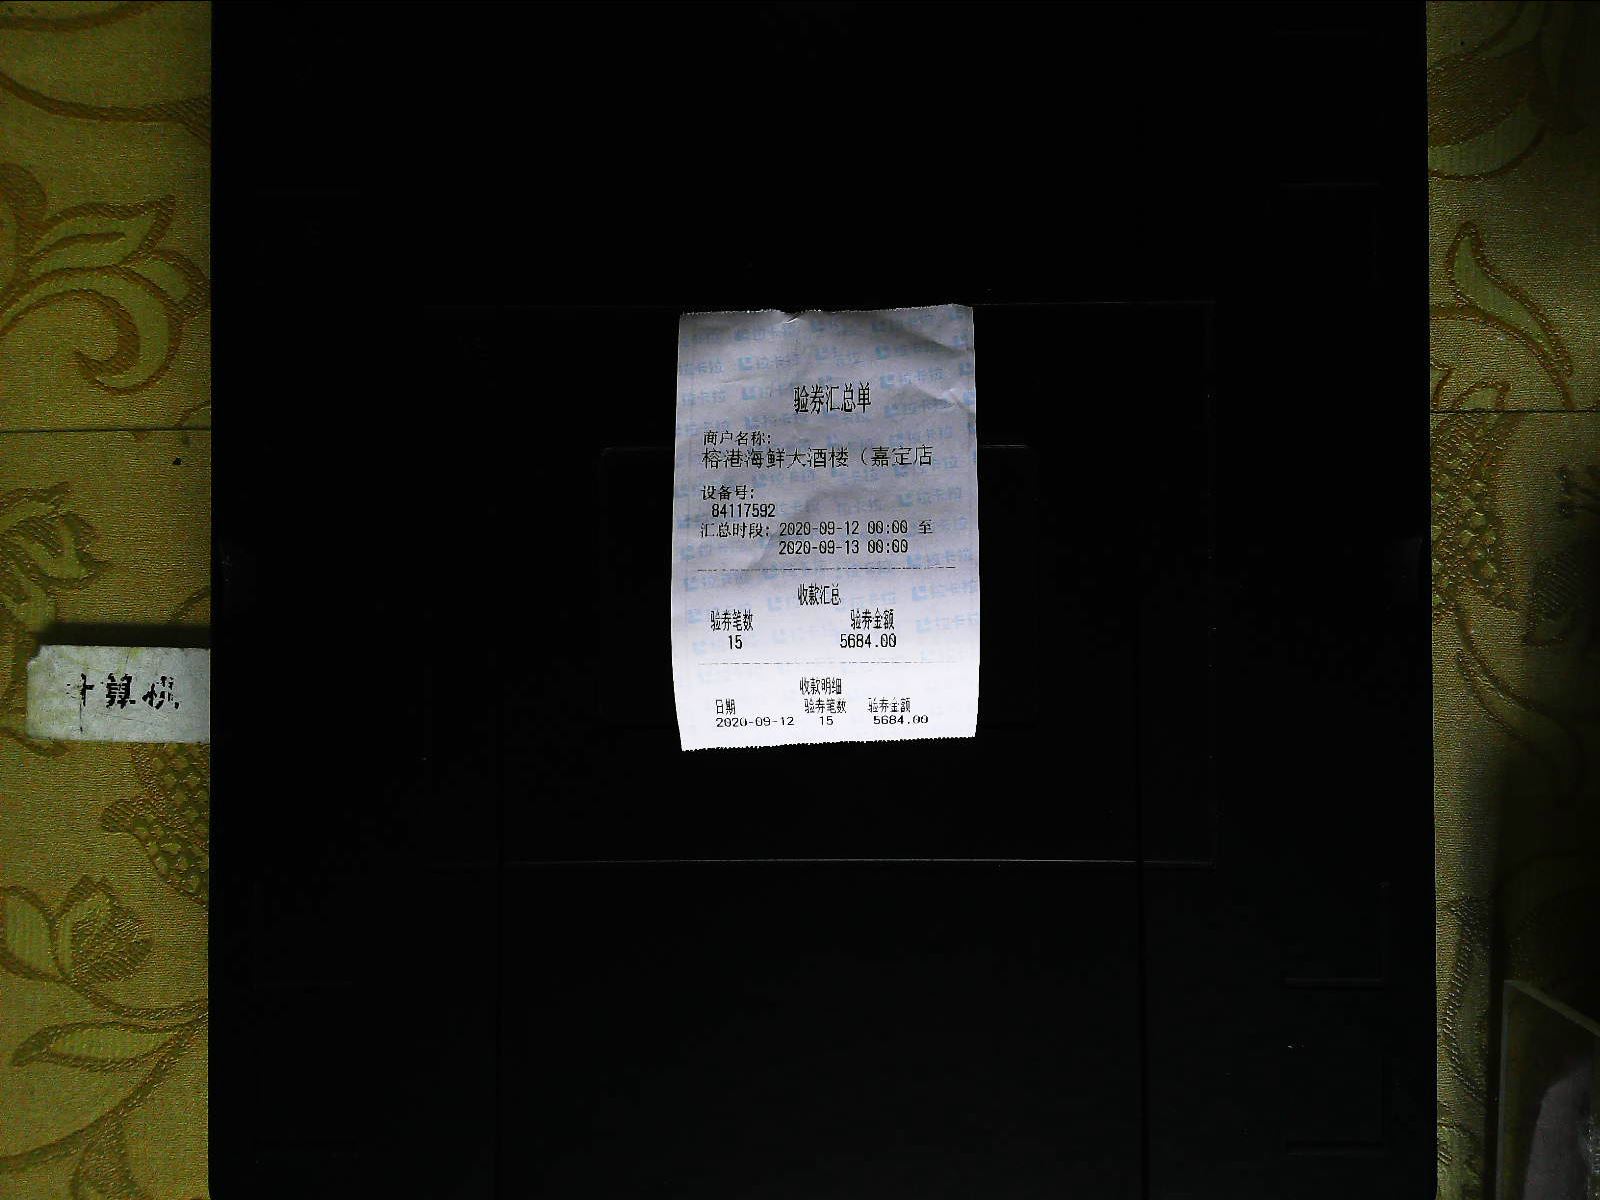 验券汇总单
商户名称:
榕港海鲜大酒楼（嘉定店
设备号:
84117592
汇总时段: 2020-09-12 00:00 至
2020-09-13 00:00
收款汇总
验券笔数 验券金额
15 5684.00
收款明细
日期 验券笔数 验券金额
2020-09-12 15 5684.00
拉卡拉